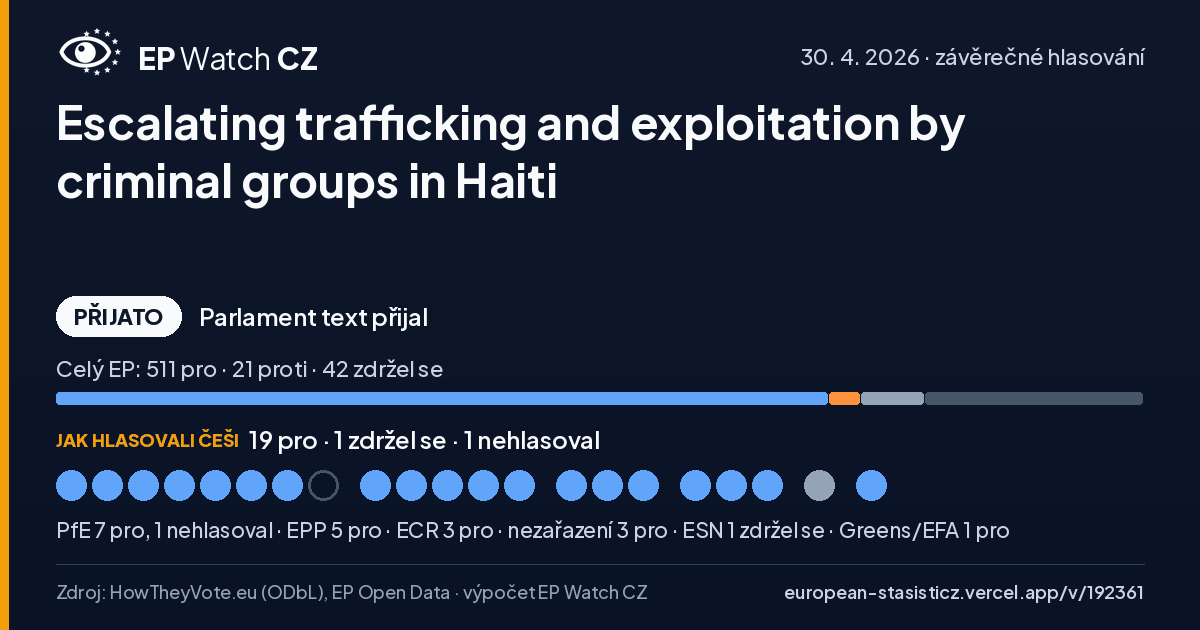 EP Watch CZ
30. 4. 2026 · závěrečné hlasování
Escalating trafficking and exploitation by
criminal groups in Haiti
PŘIJATO Parlament text přijal
Celý EP: 511 pro · 21 proti · 42 zdržel se
JAK HLASOVALI ČEŠI 19 pro · 1 zdržel se · 1 nehlasoval
PfE 7 pro, 1 nehlasoval · EPP 5 pro · ECR 3 pro · nezařazení 3 pro · ESN 1 zdržel se · Greens/EFA 1 pro
Zdroj: HowTheyVote.eu (ODbL), EP Open Data · výpočet EP Watch CZ
european-stasisticz.vercel.app/v/192361